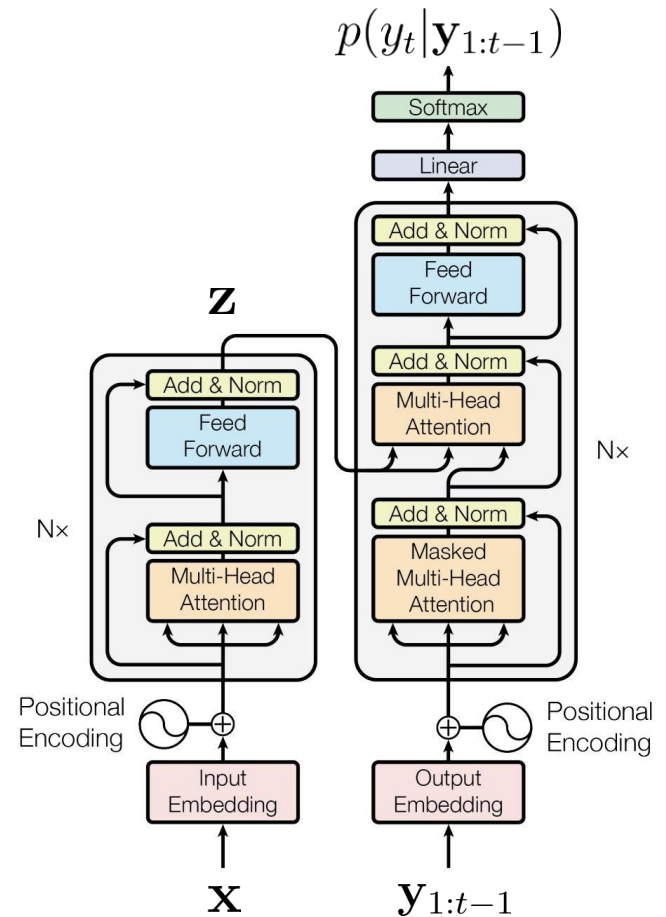 p(y_t|y_{1:t−1})
Softmax
Linear
Add & Norm
Feed
Forward
Add & Norm
Multi-Head
Attention
N×
Add & Norm
Masked
Multi-Head
Attention
z
Add & Norm
Feed
Forward
N×
Add & Norm
Multi-Head
Attention
Positional
Encoding
Positional
Encoding
Input
Embedding
Output
Embedding
x
y_{1:t−1}